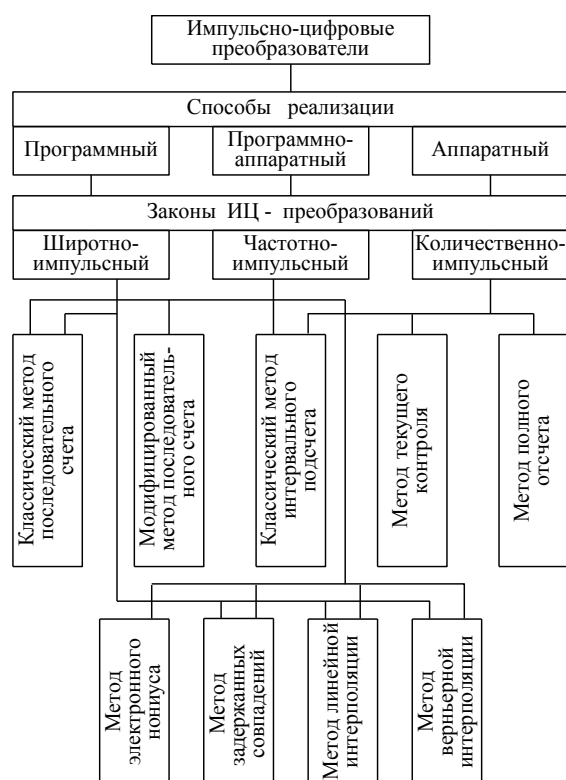 Импульсно-цифровые
преобразователи
Способы реализации
Программный
Программно-
аппаратный
Аппаратный
Законы ИЦ - преобразований
Широтно-
импульсный
Частотно-
импульсный
Количественно-
импульсный
Классический метод
последовательного
счета
Модифицированный
метод последователь-
ного счета
Классический метод
интервального
подсчета
Метод текущего
контроля
Метод полного
отсчета
Метод
электронного
нониуса
Метод
задержанных
совпадений
Метод линейной
интерполяции
Метод
верньерной
интерполяции